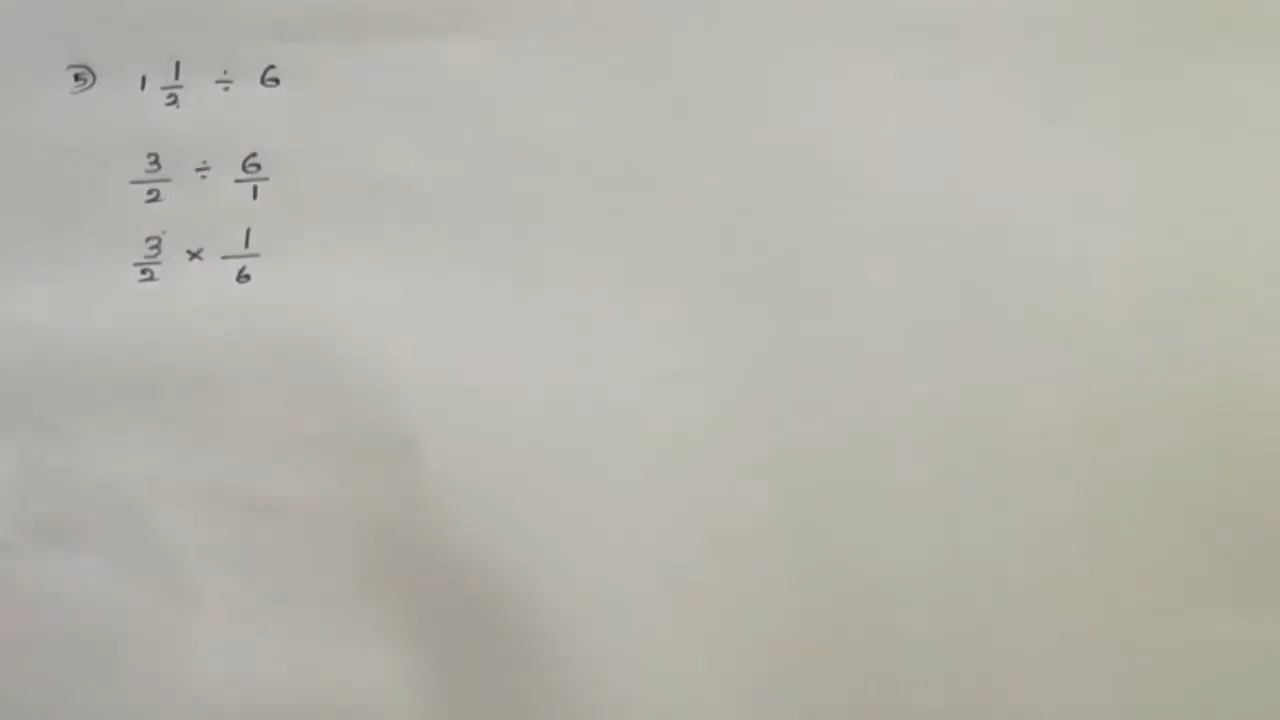 ⑤ 1 1/2 ÷ 6
3/2 ÷ 6/1
3/2 × 1/6